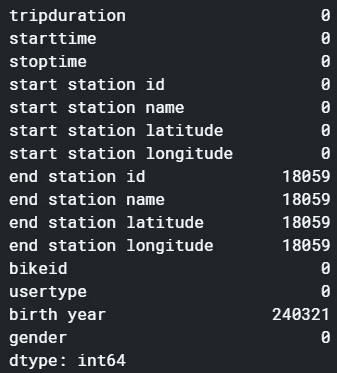 tripduration 0
starttime 0
stoptime 0
start station id 0
start station name 0
start station latitude 0
start station longitude 0
end station id 18059
end station name 18059
end station latitude 18059
end station longitude 18059
bikeid 0
usertype 0
birth year 240321
gender 0
dtype: int64